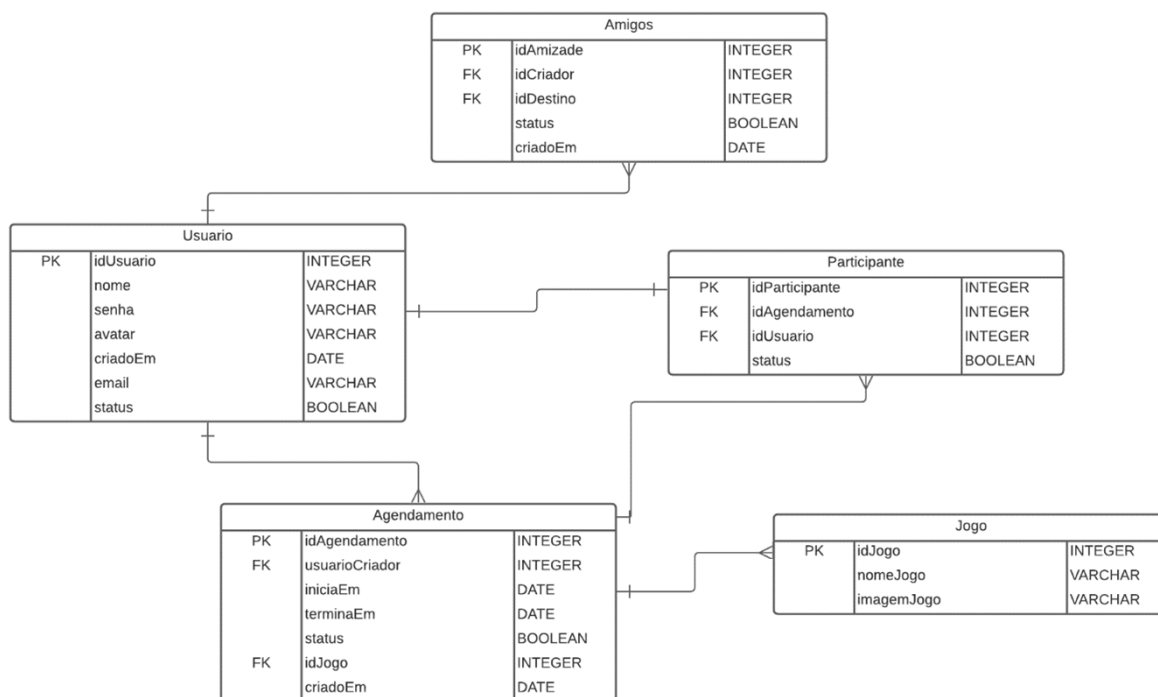 Amigos
PK idAmizade INTEGER
FK idCriador INTEGER
FK idDestino INTEGER
status BOOLEAN
criadoEm DATE
Usuario
PK idUsuario INTEGER
nome VARCHAR
senha VARCHAR
avatar VARCHAR
criadoEm DATE
email VARCHAR
status BOOLEAN
Participante
PK idParticipante INTEGER
FK idAgendamento INTEGER
FK idUsuario INTEGER
status BOOLEAN
Agendamento
PK idAgendamento INTEGER
FK usuarioCriador INTEGER
iniciaEm DATE
terminaEm DATE
status BOOLEAN
FK idJogo INTEGER
criadoEm DATE
Jogo
PK idJogo INTEGER
nomeJogo VARCHAR
imagemJogo VARCHAR